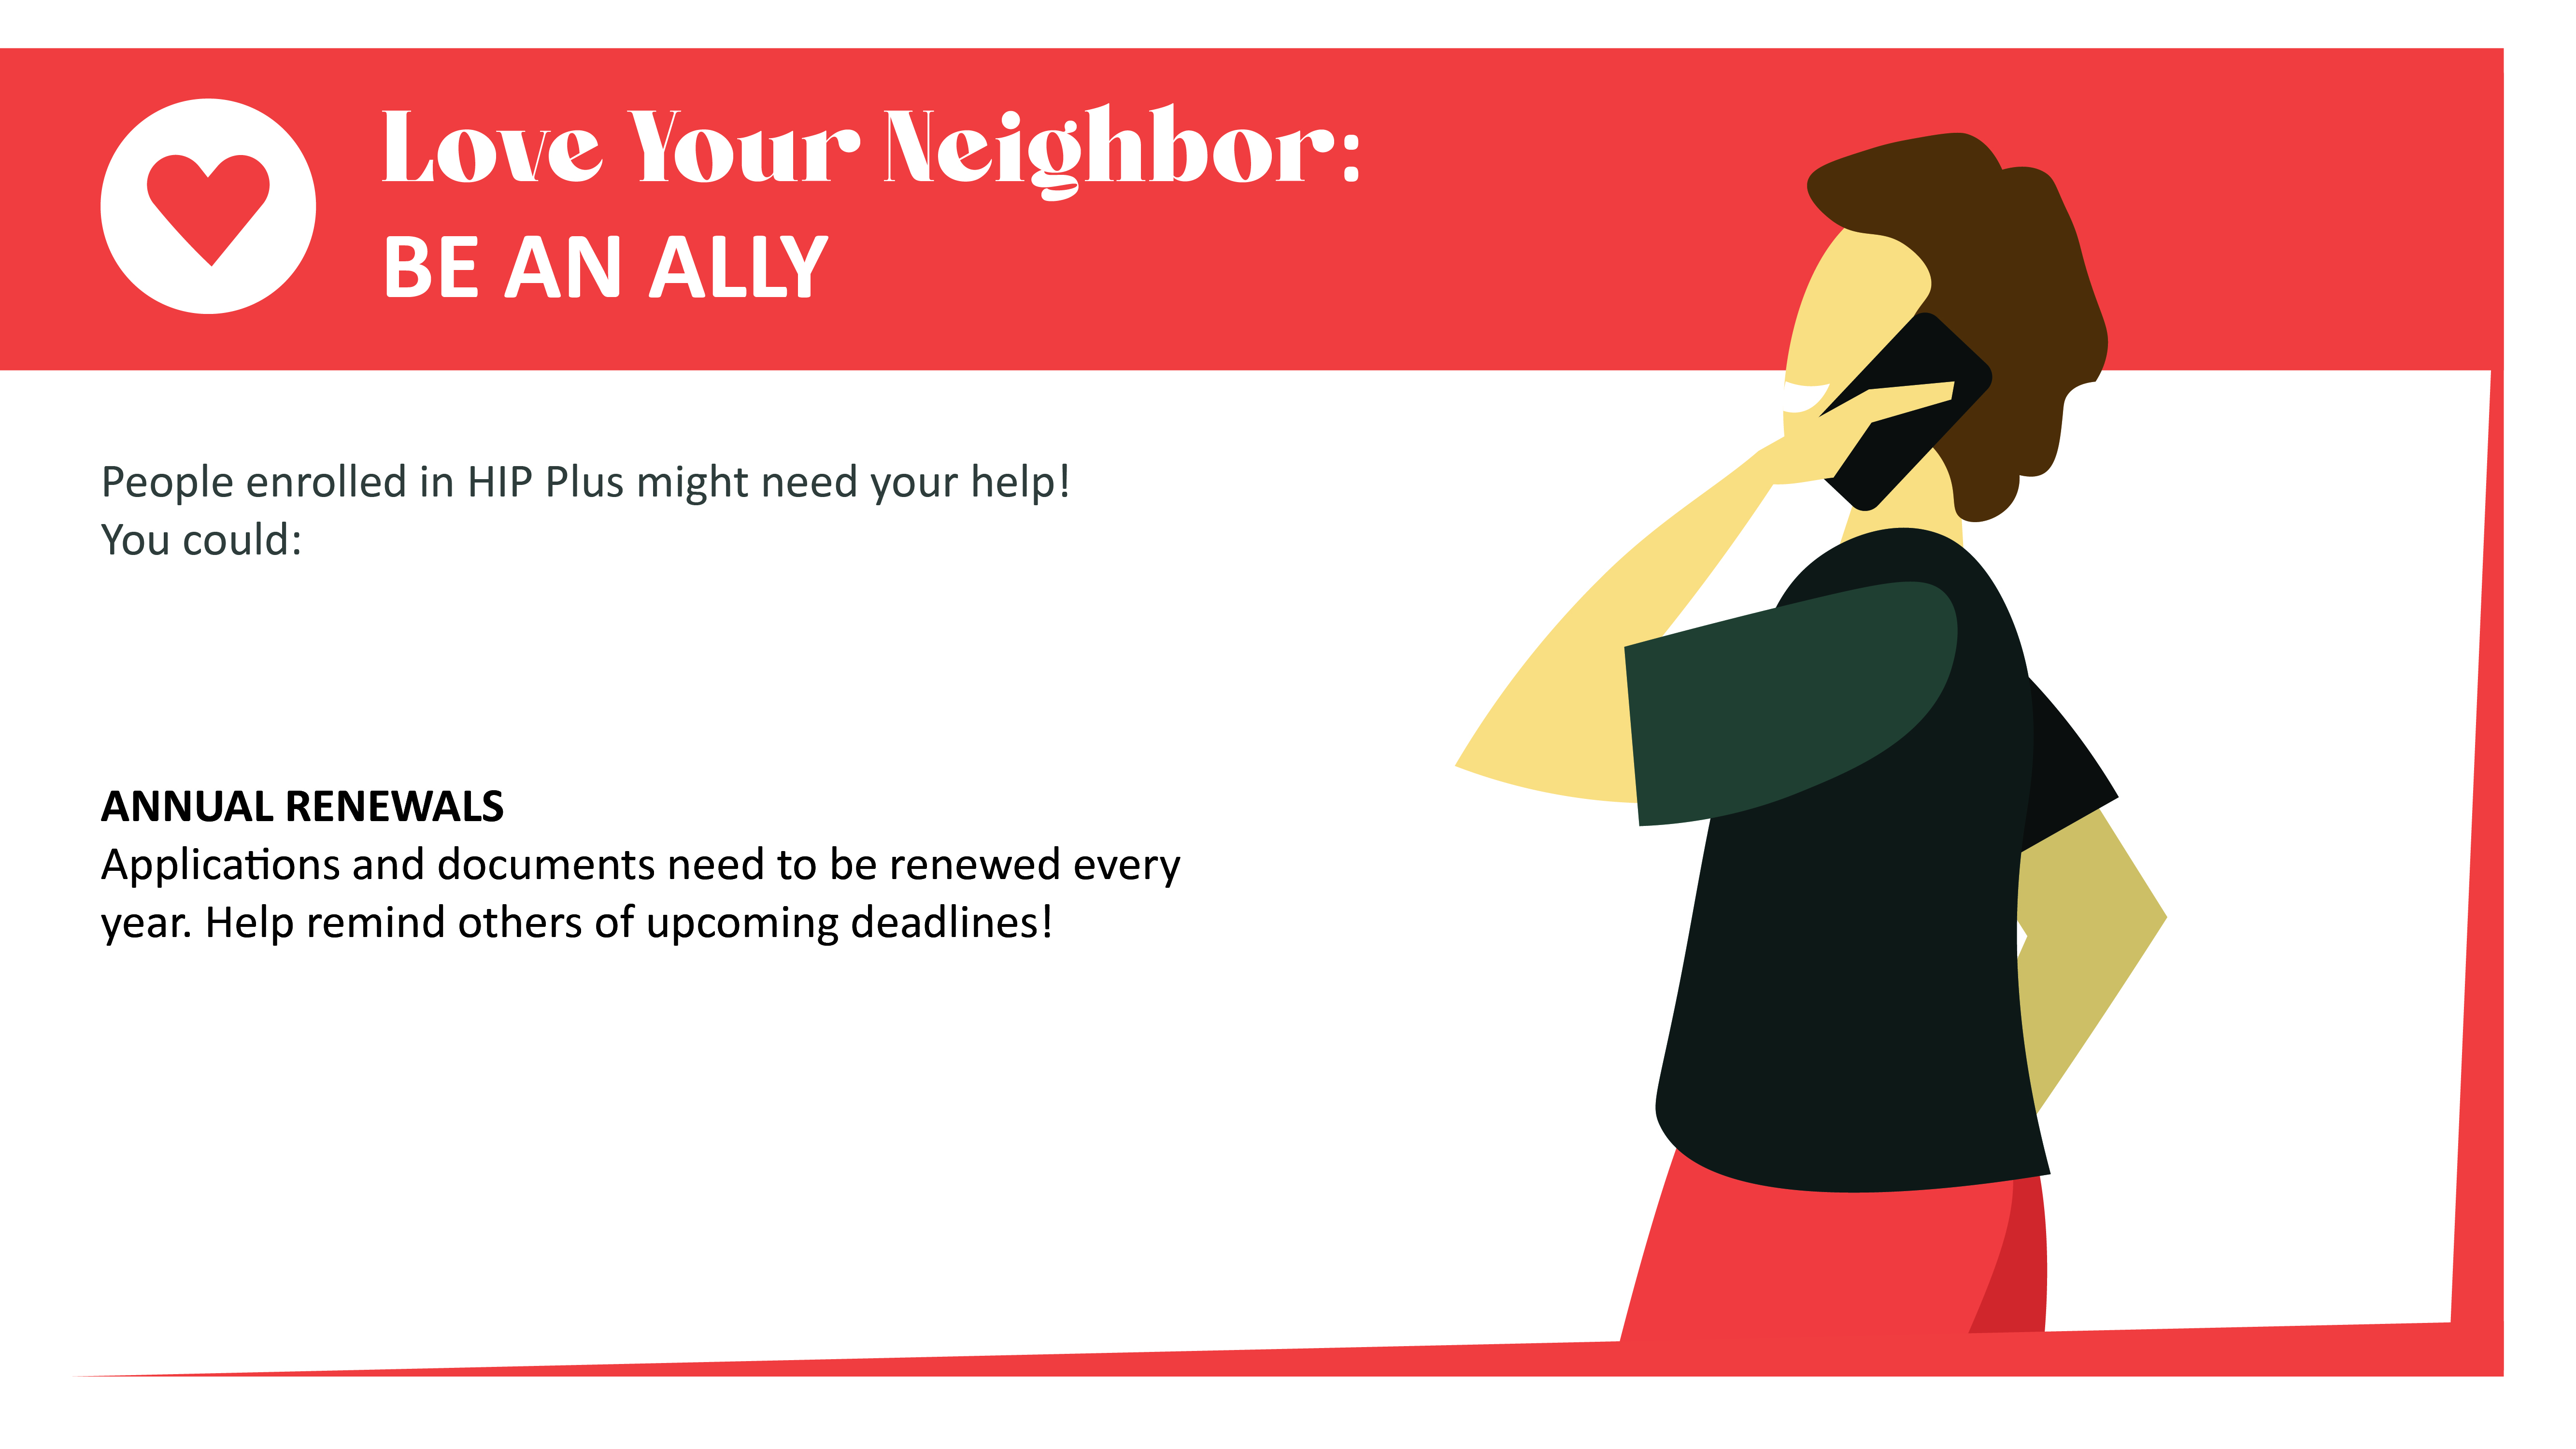 Love Your Neighbor:
BE AN ALLY
People enrolled in HIP Plus might need your help!
You could:
ANNUAL RENEWALS
Applications and documents need to be renewed every
year. Help remind others of upcoming deadlines!